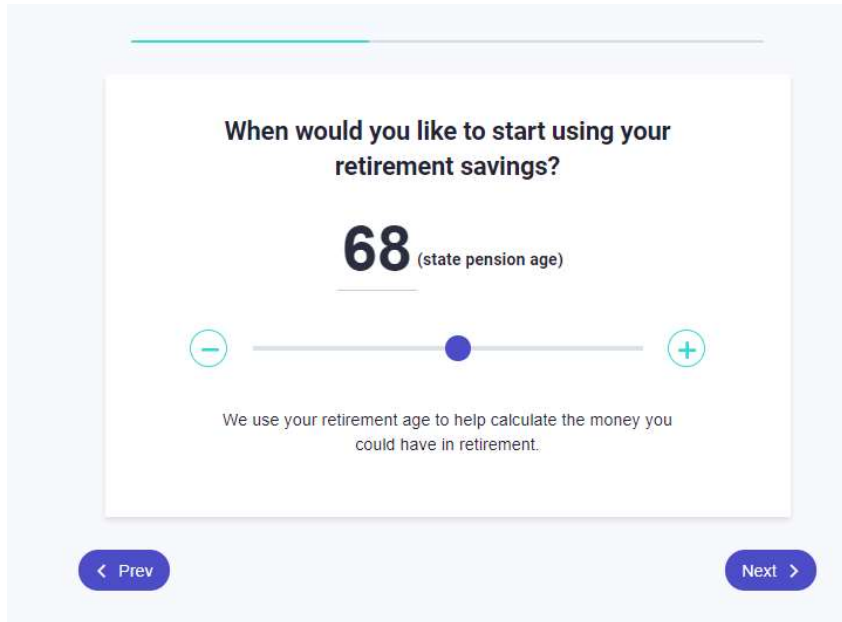 When would you like to start using your
retirement savings?
68 (state pension age)
We use your retirement age to help calculate the money you
could have in retirement.
Prev
Next